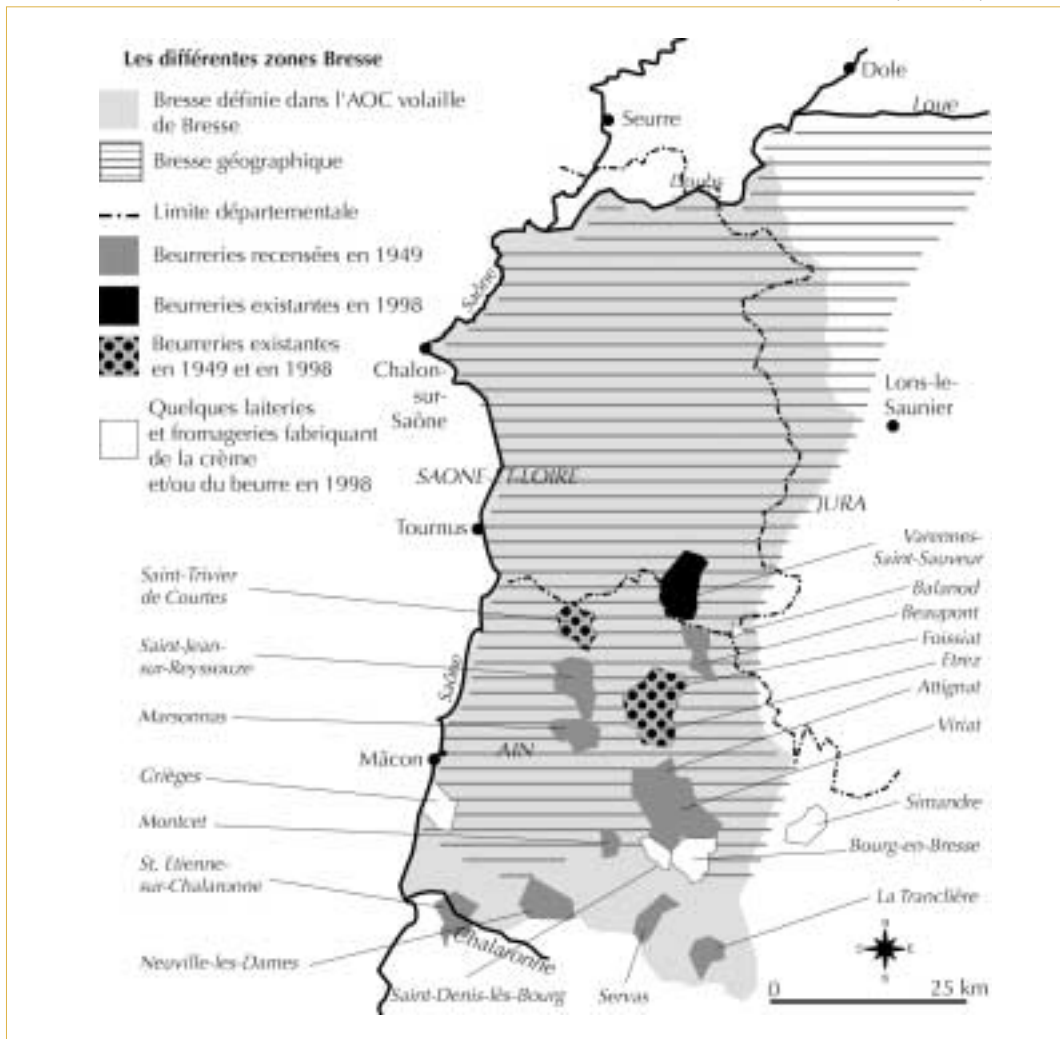 Les différentes zones Bresse
Bresse définie dans l'AOC volaille
de Bresse
Bresse géographique
Limite départementale
Beurreries recensées en 1949
Beurreries existantes en 1998
Beurreries existantes
en 1949 et en 1998
Quelques laiteries
et fromageries fabriquant
de la crème
et/ou du beurre en 1998
Dole
Loue
Seurre
Doubs
Saône
Chalon-
sur-
Saône
Lons-le-
Saunier
SAONE-ET-LOIRE
JURA
Tournus
Varennes-
Saint-Sauveur
Saint-Trivier
de Courtes
Balanod
Beaupont
Foissiat
Saint-Jean-
sur-Reyssouze
Etrez
Attignat
Saône
Marsonnas
Viriat
AIN
Mâcon
Crièges
Simandre
Montcet
Bourg-en-Bresse
St. Etienne-
sur-Chalaronne
La Tranclière
Chalaronne
Neuville-les-Dames
Saint-Denis-lès-Bourg
Servas
N
S
E
0
25 km